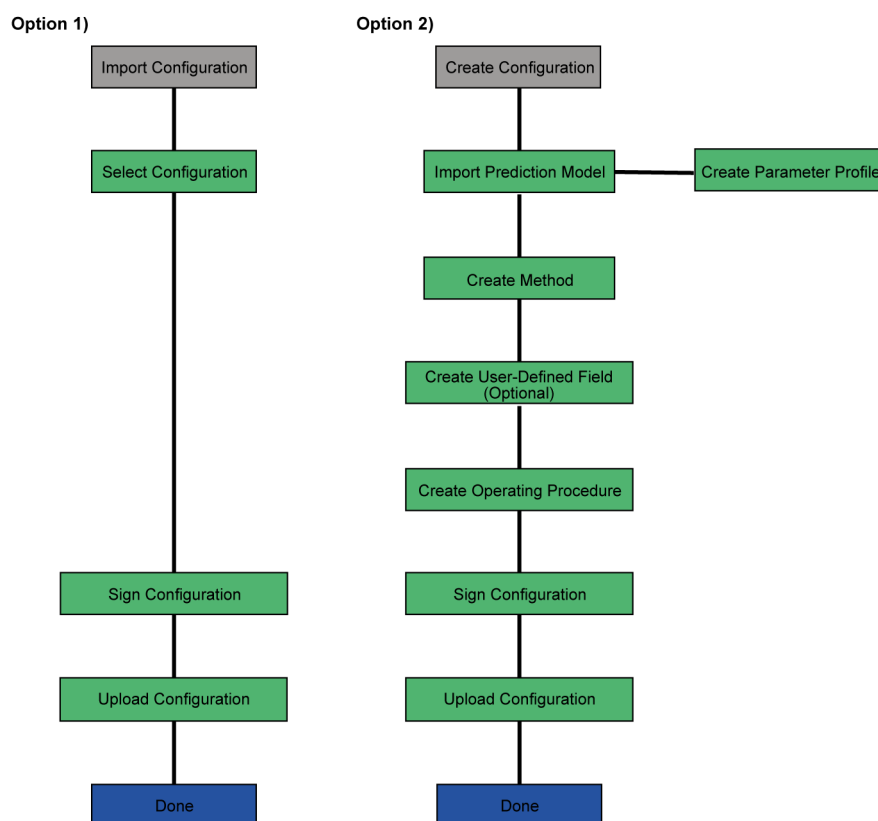 Option 1)
Import Configuration
Select Configuration
Sign Configuration
Upload Configuration
Done
Option 2)
Create Configuration
Import Prediction Model
Create Parameter Profile
Create Method
Create User-Defined Field
(Optional)
Create Operating Procedure
Sign Configuration
Upload Configuration
Done